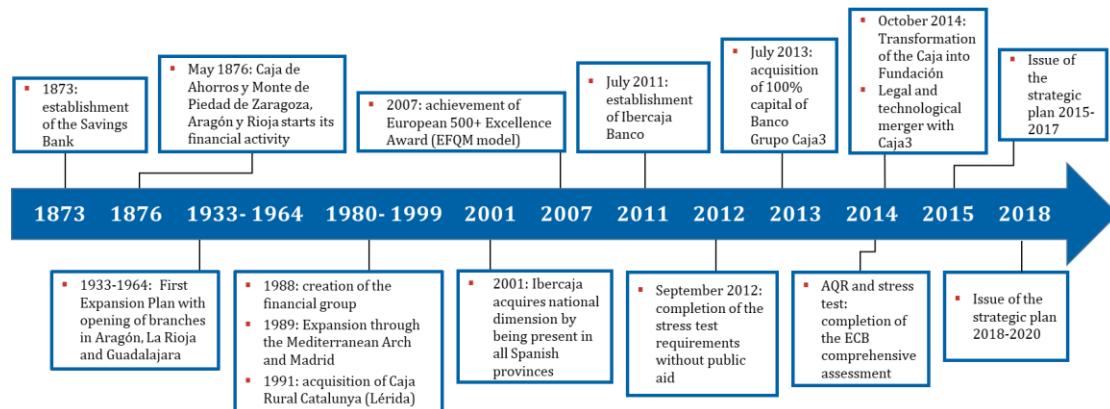 1873:
establishment
of the Savings
Bank
May 1876: Caja de
Ahorros y Monte de
Piedad de Zaragoza,
Aragón y Rioja starts its
financial activity
2007: achievement of
European 500+ Excellence
Award (EFQM model)
July 2011:
establishment
of Ibercaja
Banco
July 2013:
acquisition
of 100%
capital of
Banco
Grupo Caja3
October 2014:
Transformation
of the Caja into
Fundación
Legal and
technological
merger with
Caja3
Issue of
the
strategic
plan 2015-
2017
1873 1876 1933- 1964 1980- 1999 2001 2007 2011 2012 2013 2014 2015 2018
1933-1964: First
Expansion Plan with
opening of branches
in Aragón, La Rioja
and Guadalajara
1988: creation of the
financial group
1989: Expansion through
the Mediterranean Arch
and Madrid
1991: acquisition of Caja
Rural Catalunya (Lérida)
2001: Ibercaja
acquires national
dimension by
being present in
all Spanish
provinces
September 2012:
completion of the
stress test
requirements
without public
aid
AQR and stress
test:
completion of
the ECB
comprehensive
assessment
Issue of the
strategic plan
2018-2020